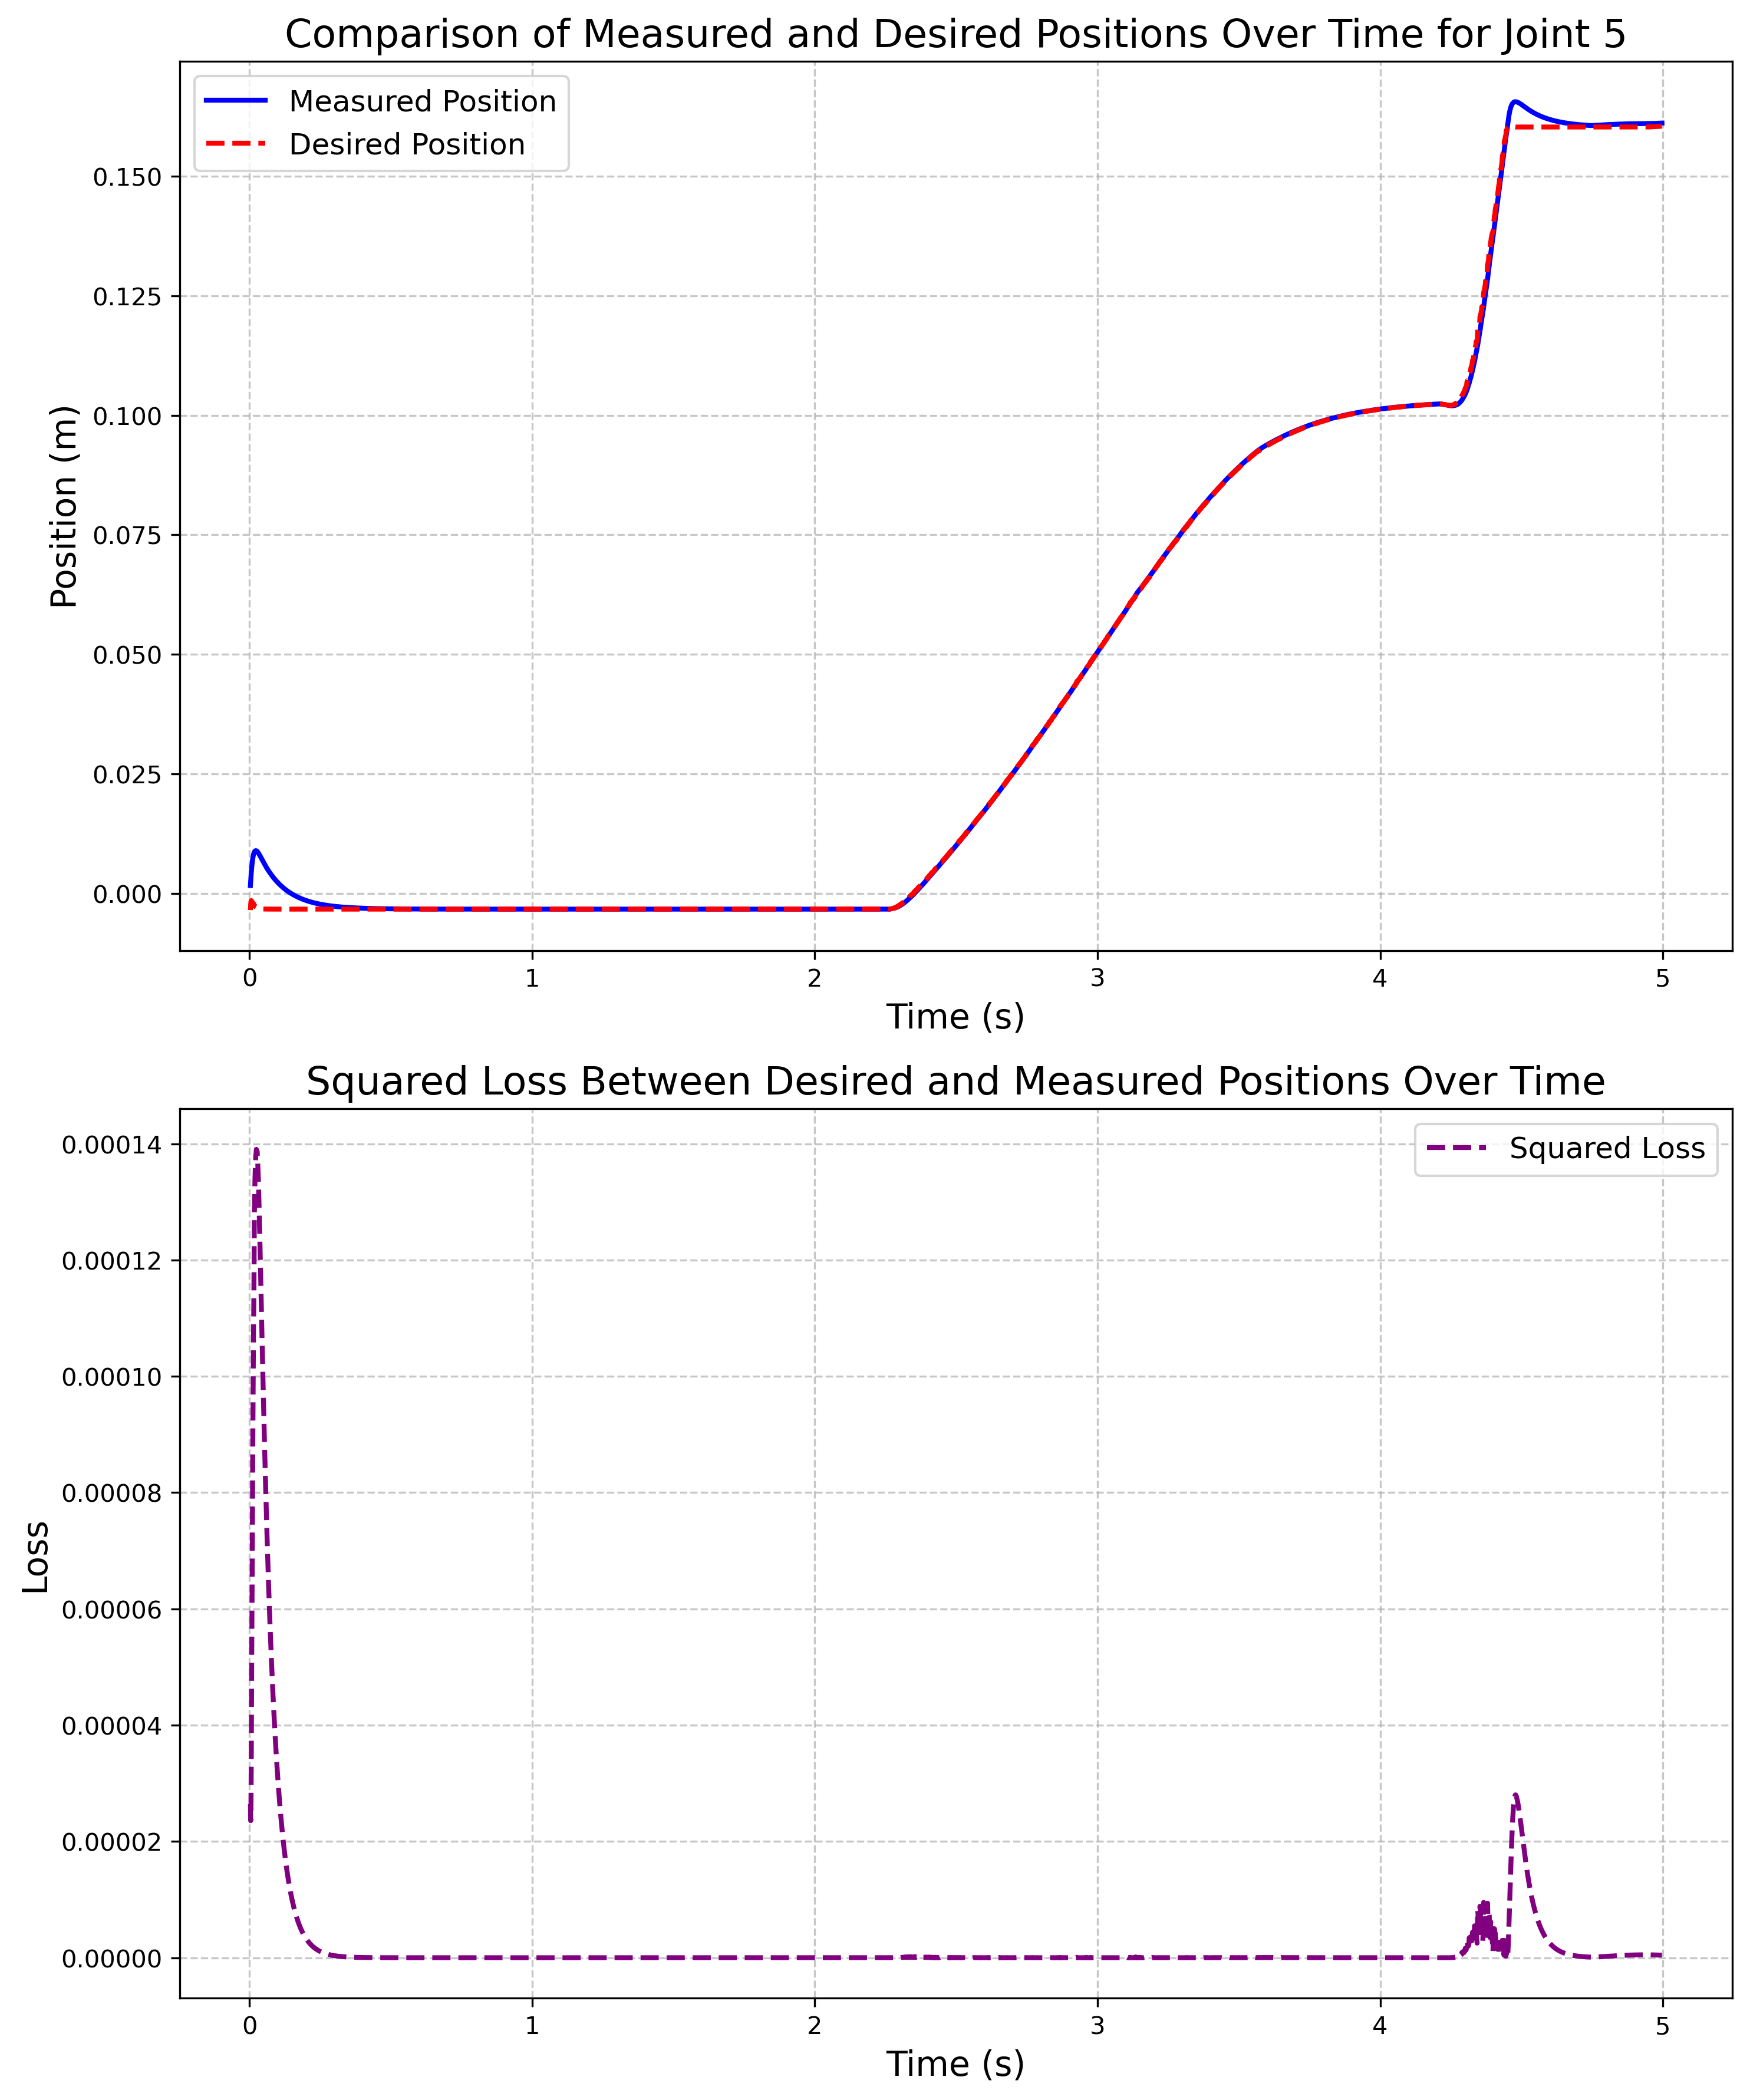 Comparison of Measured and Desired Positions Over Time for Joint 5
Measured Position
Desired Position
Position (m)
0.150
0.125
0.100
0.075
0.050
0.025
0.000
0 1 2 3 4 5
Time (s)
Squared Loss Between Desired and Measured Positions Over Time
Squared Loss
Loss
0.00014
0.00012
0.00010
0.00008
0.00006
0.00004
0.00002
0.00000
0 1 2 3 4 5
Time (s)